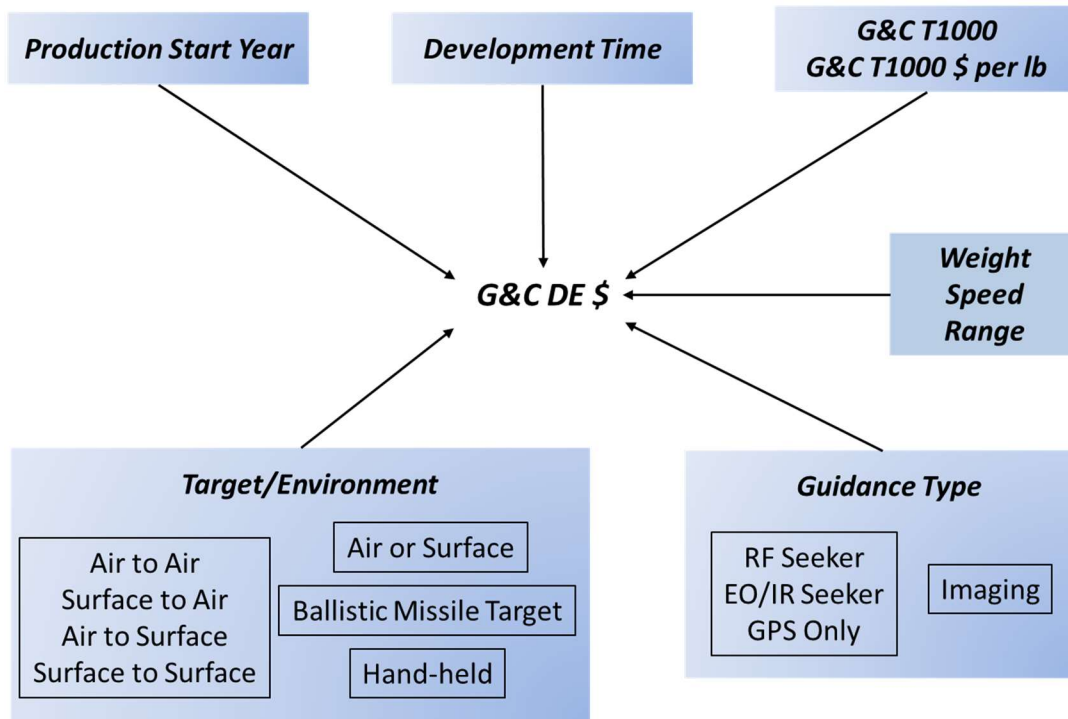 Production Start Year
Development Time
G&C T1000
G&C T1000 $ per lb
G&C DE $
Weight
Speed
Range
Target/Environment
Air to Air
Surface to Air
Air to Surface
Surface to Surface
Air or Surface
Ballistic Missile Target
Hand-held
Guidance Type
RF Seeker
EO/IR Seeker
GPS Only
Imaging